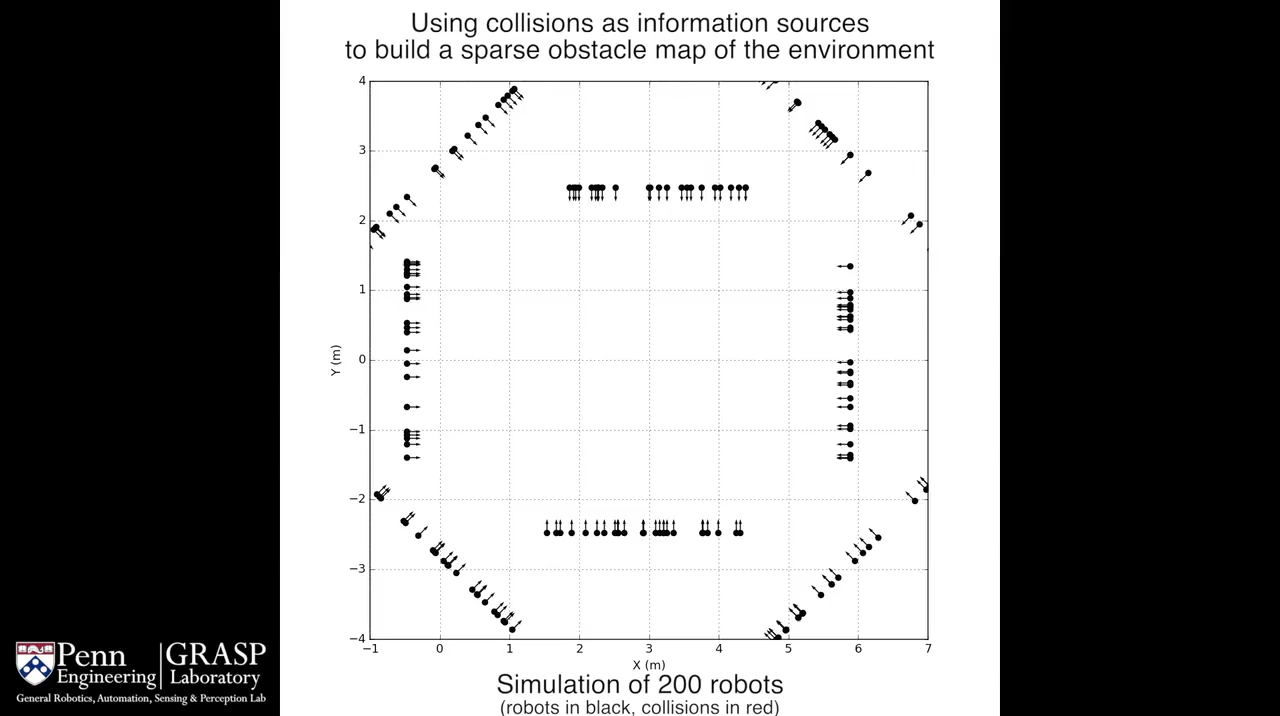 Using collisions as information sources
to build a sparse obstacle map of the environment
4
3
2
1
0
−1
−2
−3
−4
Y (m)
−1 0 1 2 3 4 5 6 7
X (m)
Simulation of 200 robots
(robots in black, collisions in red)
Penn Engineering
GRASP Laboratory
General Robotics, Automation, Sensing & Perception Lab